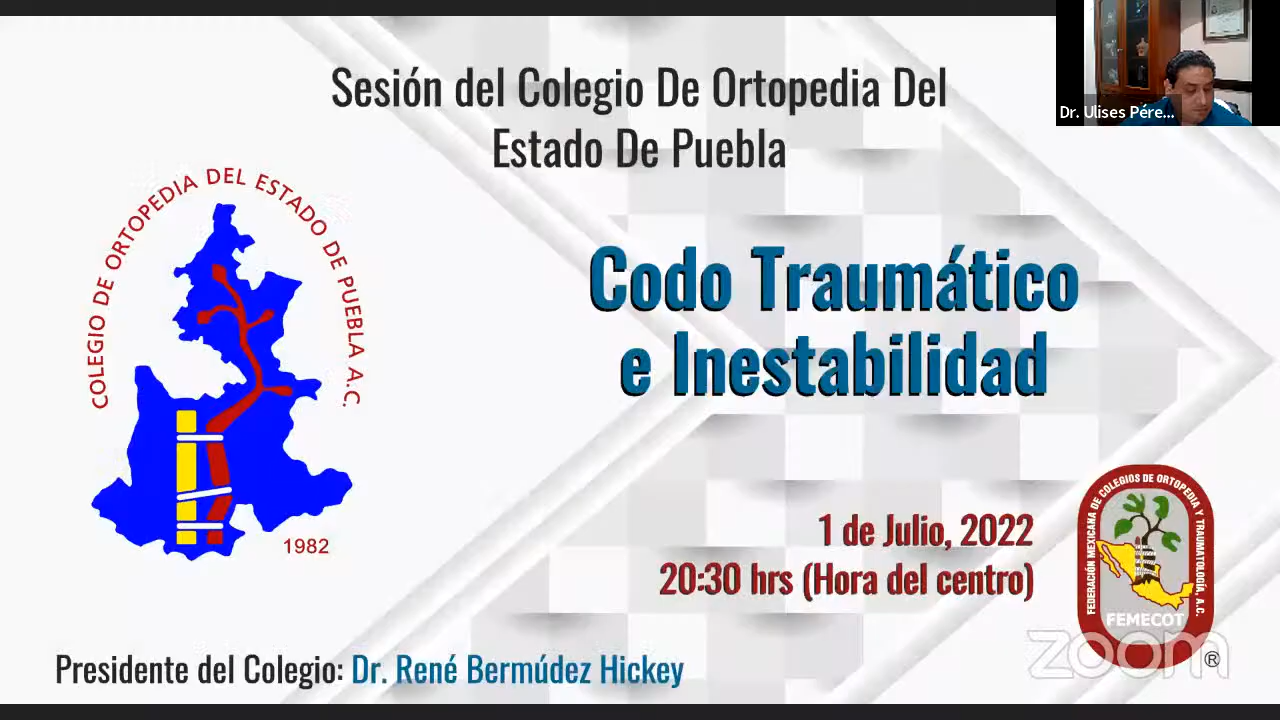 Sesión del Colegio De Ortopedia Del
Estado De Puebla
Dr. Ulises Pére...
COLEGIO DE ORTOPEDIA DEL ESTADO DE PUEBLA A.C.
1982
Codo Traumático
e Inestabilidad
1 de Julio, 2022
20:30 hrs (Hora del centro)
FEDERACIÓN MEXICANA DE COLEGIOS DE ORTOPEDIA Y TRAUMATOLOGÍA, A.C.
FEMECOT
zoom
®
Presidente del Colegio: Dr. René Bermúdez Hickey